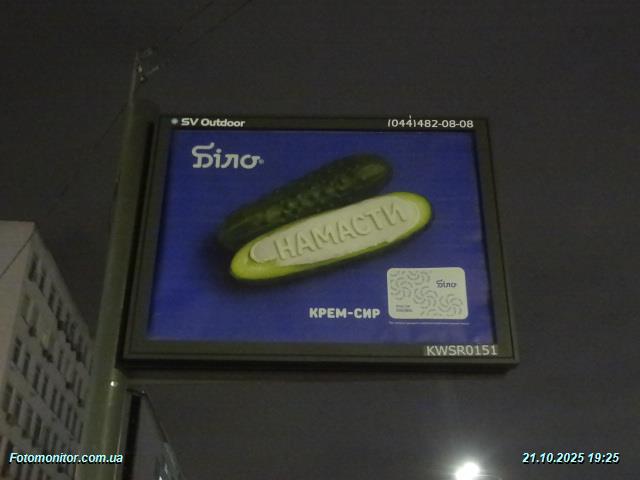 SV Outdoor
(044)482-08-08
Біло®
НАМАСТИ
Біло
КРЕМ-СИР
KWSR0151
Fotomonitor.com.ua
21.10.2025 19:25